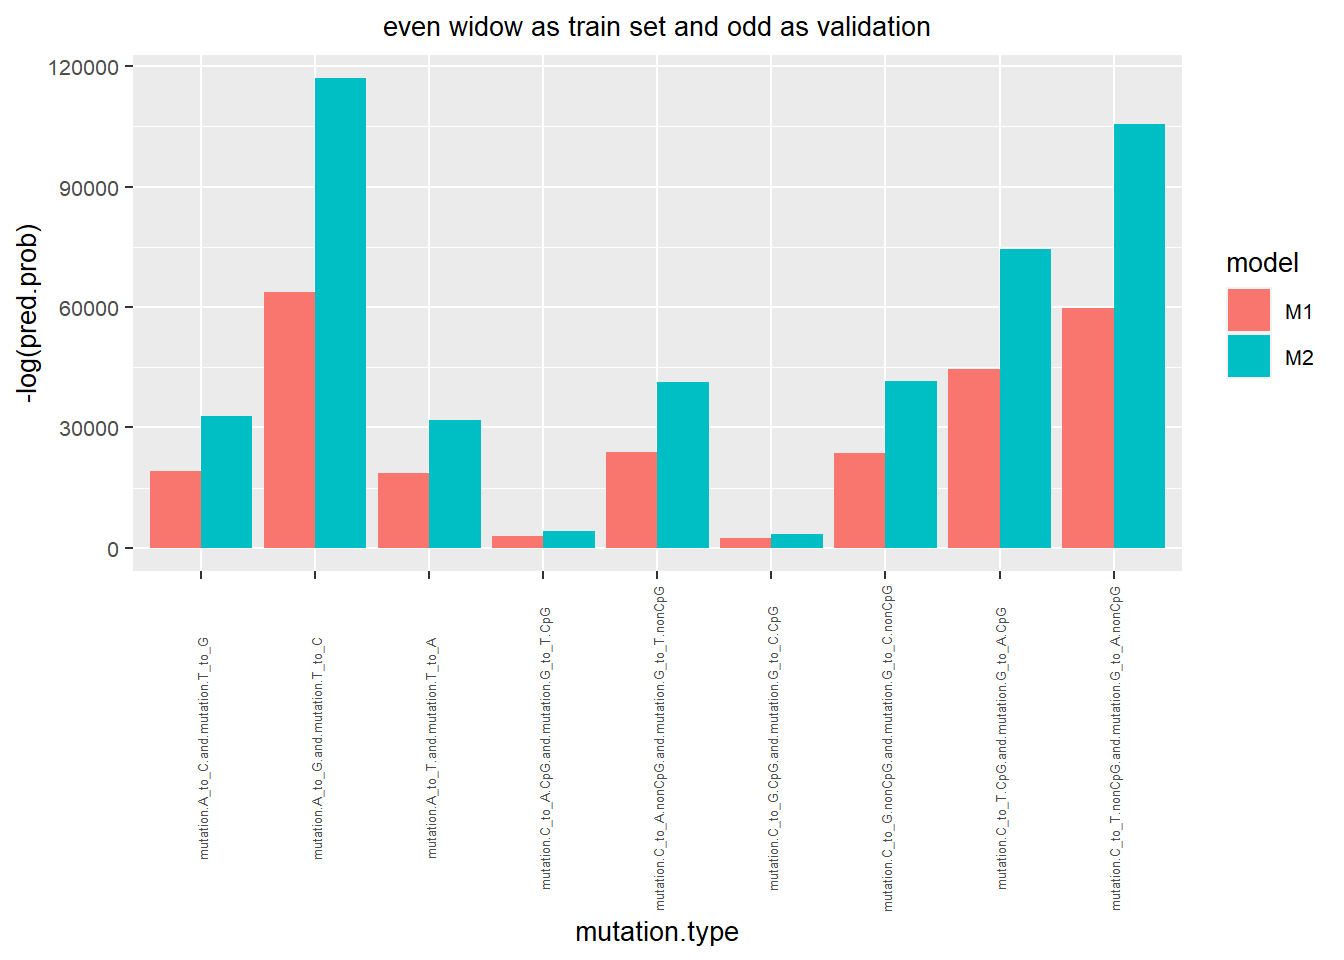 even widow as train set and odd as validation
-log(pred.prob)
120000
90000
60000
30000
0
mutation.A_to_C.and.mutation.T_to_G
mutation.A_to_G.and.mutation.T_to_C
mutation.A_to_T.and.mutation.T_to_A
mutation.C_to_A.CpG.and.mutation.G_to_T.CpG
mutation.C_to_A.nonCpG.and.mutation.G_to_T.nonCpG
mutation.C_to_G.CpG.and.mutation.G_to_C.CpG
mutation.C_to_G.nonCpG.and.mutation.G_to_C.nonCpG
mutation.C_to_T.CpG.and.mutation.G_to_A.CpG
mutation.C_to_T.nonCpG.and.mutation.G_to_A.nonCpG
mutation.type
model
M1
M2